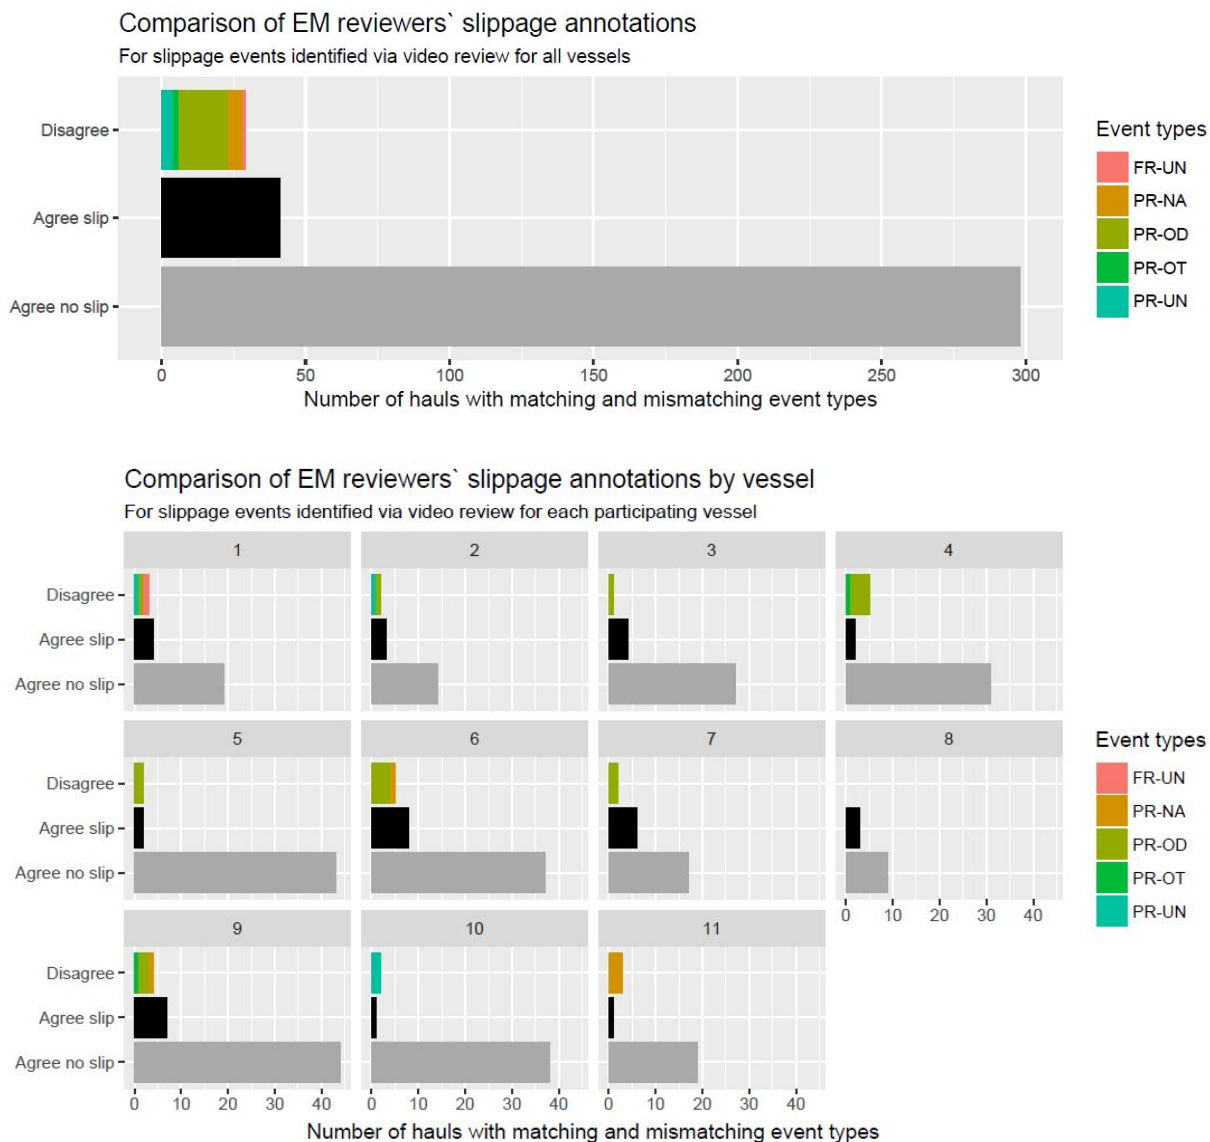 Comparison of EM reviewers` slippage annotations
For slippage events identified via video review for all vessels
Disagree
Agree slip
Agree no slip
0 50 100 150 200 250 300
Number of hauls with matching and mismatching event types
Event types
FR-UN
PR-NA
PR-OD
PR-OT
PR-UN
Comparison of EM reviewers` slippage annotations by vessel
For slippage events identified via video review for each participating vessel
1 2 3 4
Disagree
Agree slip
Agree no slip
5 6 7 8
Disagree
Agree slip
Agree no slip
0 10 20 30 40
9 10 11
Disagree
Agree slip
Agree no slip
0 10 20 30 40 0 10 20 30 40 0 10 20 30 40
Number of hauls with matching and mismatching event types
Event types
FR-UN
PR-NA
PR-OD
PR-OT
PR-UN